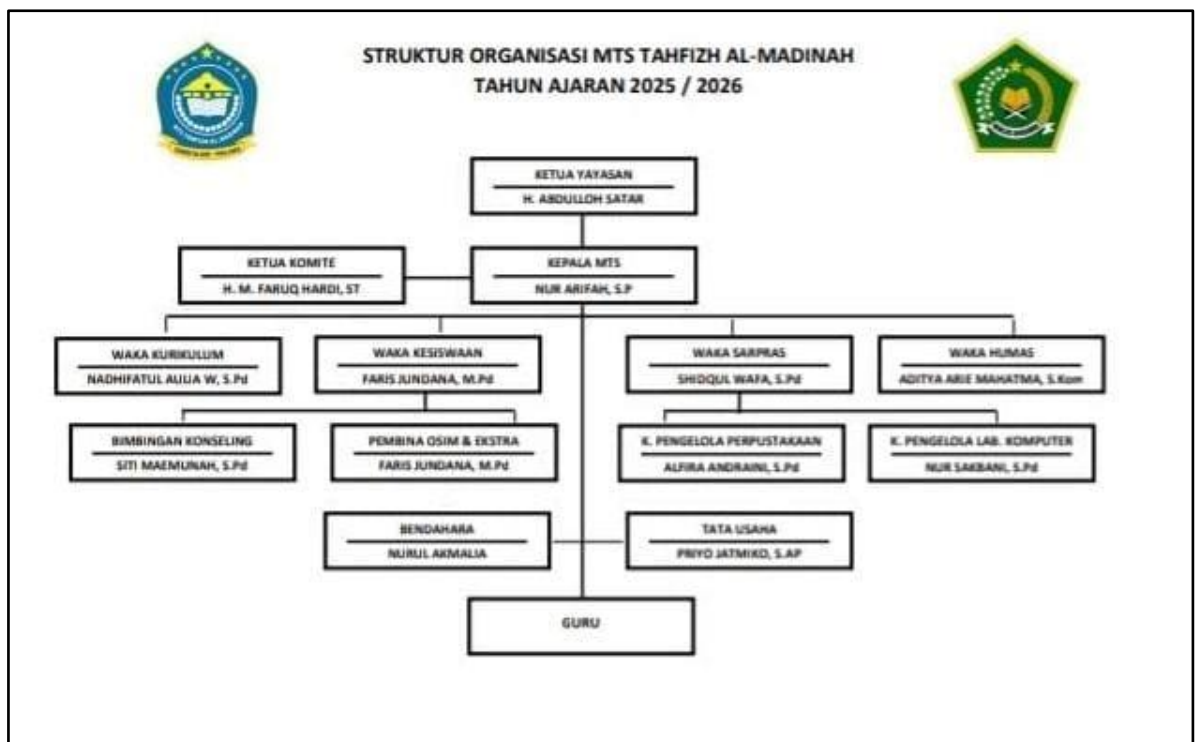 STRUKTUR ORGANISASI MTS TAHFIZH AL-MADINAH
TAHUN AJARAN 2025 / 2026
KETUA YAYASAN
H. ABDULLOH SATAR
KETUA KOMITE
H. M. FARUQ HARDI, ST
KEPALA MTS
NUR ARIFAH, S.P
WAKA KURIKULUM
NADHIFATUL AULIA W, S.Pd
WAKA KESISWAAN
FARIS JUNDANA, M.Pd
WAKA SARPRAS
SHIDQUL WAFA, S.Pd
WAKA HUMAS
ADITYA ARIE MAHATMA, S.Kom
BIMBINGAN KONSELING
SITI MAEMUNAH, S.Pd
PEMBINA OSIM & EKSTRA
FARIS JUNDANA, M.Pd
K. PENGELOLA PERPUSTAKAAN
ALFIRA ANDRAINI, S.Pd
K. PENGELOLA LAB. KOMPUTER
NUR SAKBANI, S.Pd
BENDAHARA
NURUL AKMALIA
TATA USAHA
PRIYO JATMIKO, S.AP
GURU